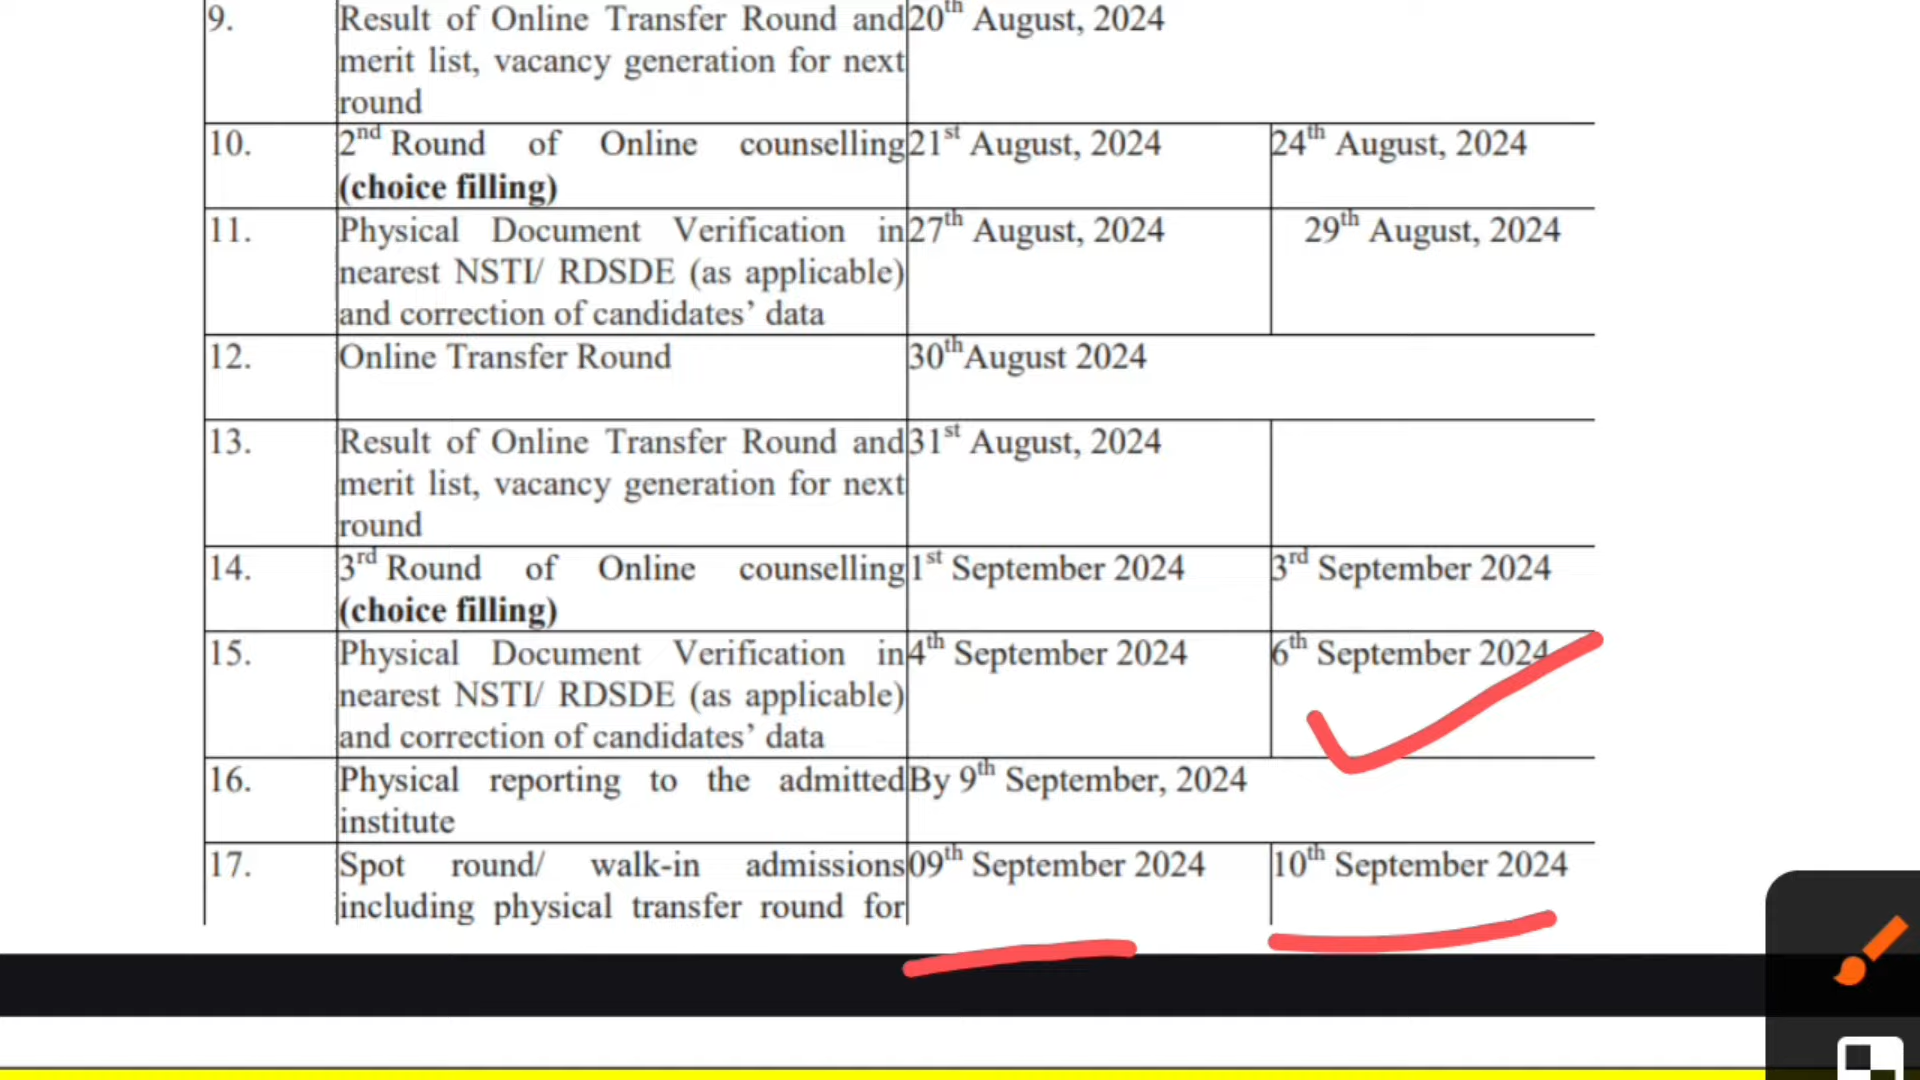 9. Result of Online Transfer Round and 20th August, 2024
merit list, vacancy generation for next
round
10. 2nd Round of Online counselling 21st August, 2024 24th August, 2024
(choice filling)
11. Physical Document Verification in 27th August, 2024 29th August, 2024
nearest NSTI/ RDSDE (as applicable)
and correction of candidates’ data
12. Online Transfer Round 30thAugust 2024
13. Result of Online Transfer Round and 31st August, 2024
merit list, vacancy generation for next
round
14. 3rd Round of Online counselling 1st September 2024 3rd September 2024
(choice filling)
15. Physical Document Verification in 4th September 2024 6th September 2024
nearest NSTI/ RDSDE (as applicable)
and correction of candidates’ data
16. Physical reporting to the admitted By 9th September, 2024
institute
17. Spot round/ walk-in admissions 09th September 2024 10th September 2024
including physical transfer round for